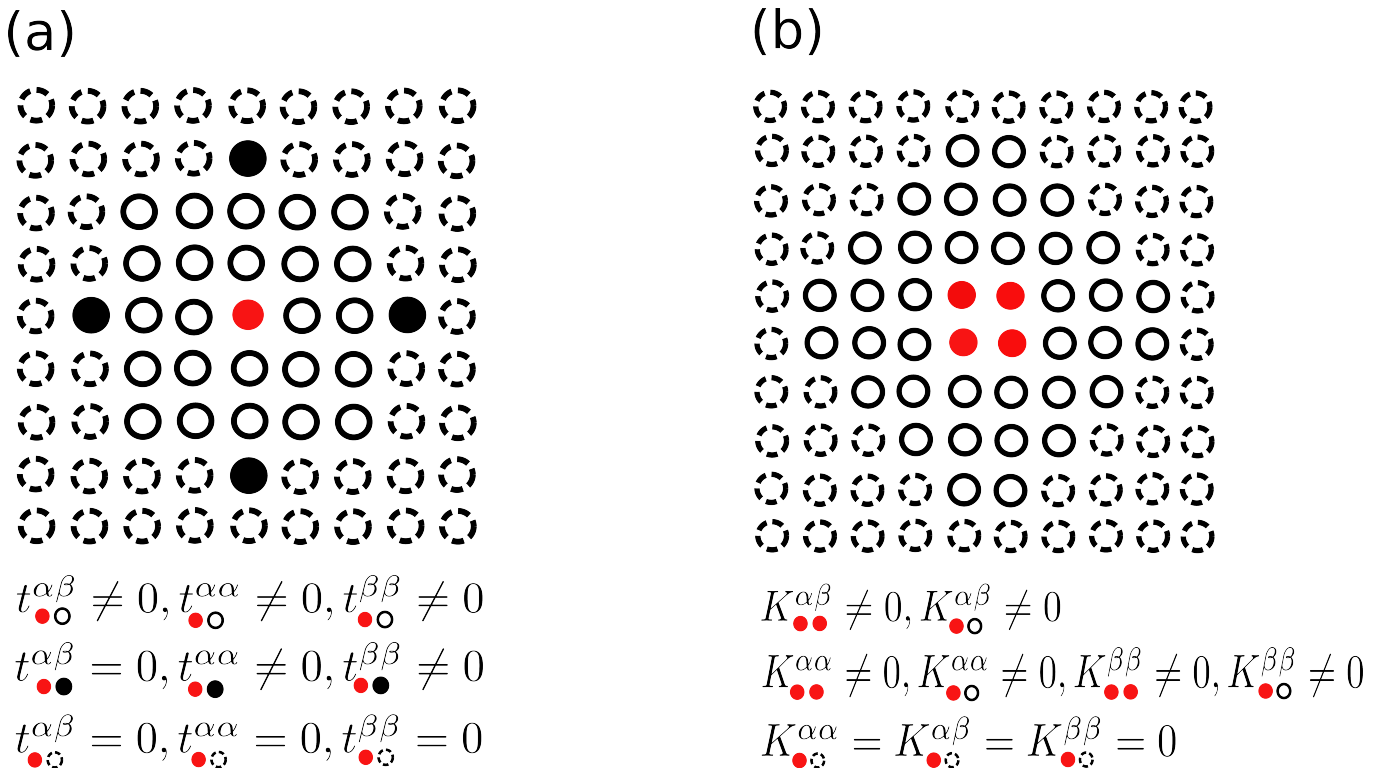 (a)
(b)
t^{αβ}_{●○} ≠ 0, t^{αα}_{●○} ≠ 0, t^{ββ}_{●○} ≠ 0
t^{αβ}_{●●} = 0, t^{αα}_{●●} ≠ 0, t^{ββ}_{●●} ≠ 0
t^{αβ}_{●◌} = 0, t^{αα}_{●◌} = 0, t^{ββ}_{●◌} = 0
K^{αβ}_{●●} ≠ 0, K^{αβ}_{●○} ≠ 0
K^{αα}_{●●} ≠ 0, K^{αα}_{●○} ≠ 0, K^{ββ}_{●●} ≠ 0, K^{ββ}_{●○} ≠ 0
K^{αα}_{●◌} = K^{αβ}_{●◌} = K^{ββ}_{●◌} = 0